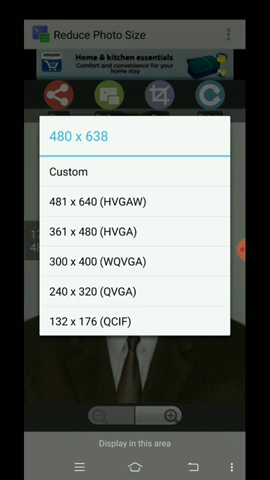 Reduce Photo Size
Home & kitchen essentials
Comfort and convenience for your
home stay
480 x 638
Custom
481 x 640 (HVGAW)
361 x 480 (HVGA)
300 x 400 (WQVGA)
240 x 320 (QVGA)
132 x 176 (QCIF)
Display in this area